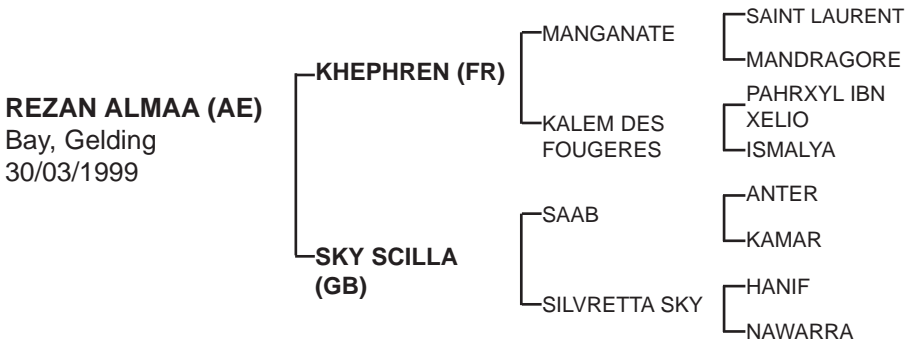 REZAN ALMAA (AE)
Bay, Gelding
30/03/1999
KHEPHREN (FR)
SKY SCILLA
(GB)
MANGANATE
KALEM DES
FOUGERES
SAAB
SILVRETTA SKY
SAINT LAURENT
MANDRAGORE
PAHRXYL IBN
XELIO
ISMALYA
ANTER
KAMAR
HANIF
NAWARRA